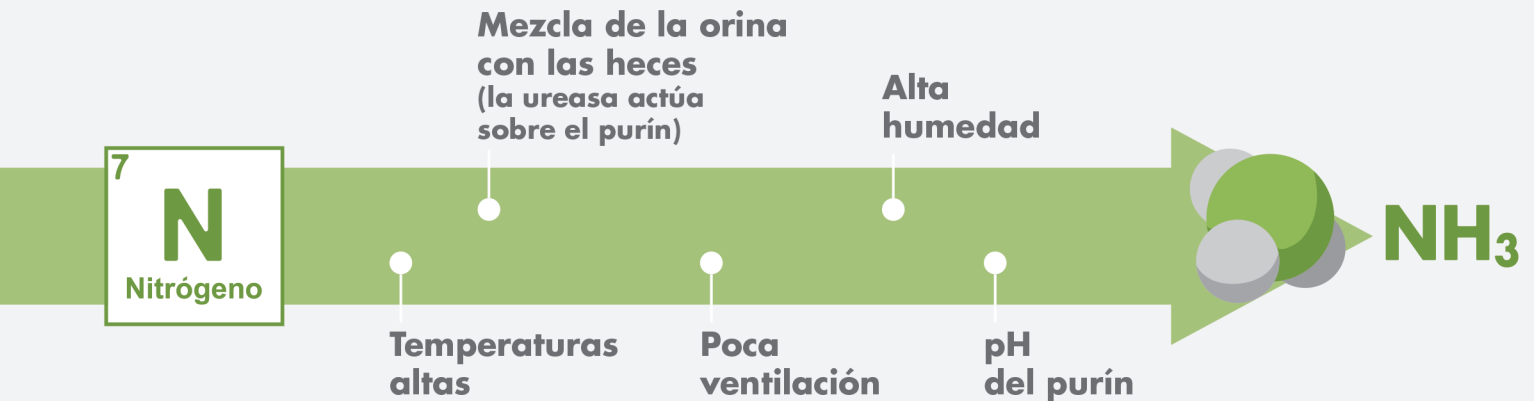 Mezcla de la orina
con las heces
(la ureasa actúa
sobre el purín)
Alta
humedad
7
N
Nitrógeno
NH₃
Temperaturas
altas
Poca
ventilación
pH
del purín